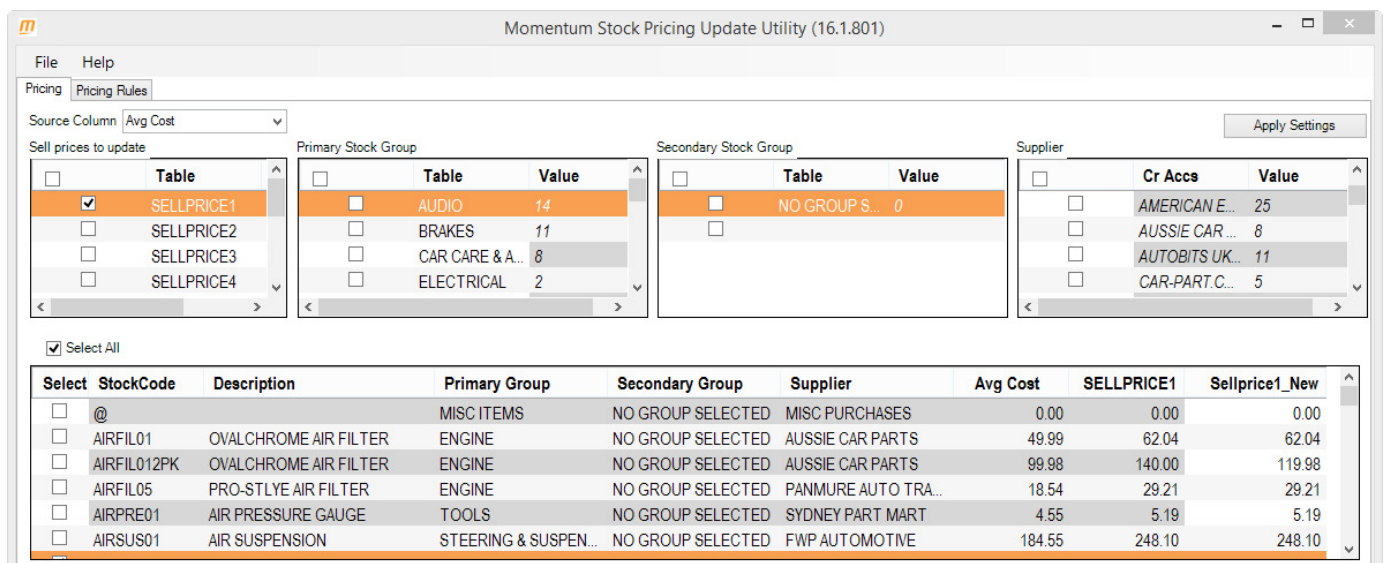 m Momentum Stock Pricing Update Utility (16.1.801)
File Help
Pricing Pricing Rules
Source Column Avg Cost Apply Settings
Sell prices to update Primary Stock Group Secondary Stock Group Supplier
Table Table Value Table Value Cr Accs Value
SELLPRICE1 AUDIO 14 NO GROUP S... 0 AMERICAN E... 25
SELLPRICE2 BRAKES 11 AUSSIE CAR ... 8
SELLPRICE3 CAR CARE & A... 8 AUTOBITS UK... 11
SELLPRICE4 ELECTRICAL 2 CAR-PART.C... 5
Select All
Select StockCode Description Primary Group Secondary Group Supplier Avg Cost SELLPRICE1 Sellprice1_New
@ MISC ITEMS NO GROUP SELECTED MISC PURCHASES 0.00 0.00 0.00
AIRFIL01 OVALCHROME AIR FILTER ENGINE NO GROUP SELECTED AUSSIE CAR PARTS 49.99 62.04 62.04
AIRFIL012PK OVALCHROME AIR FILTER ENGINE NO GROUP SELECTED AUSSIE CAR PARTS 99.98 140.00 119.98
AIRFIL05 PRO-STLYE AIR FILTER ENGINE NO GROUP SELECTED PANMURE AUTO TRA... 18.54 29.21 29.21
AIRPRE01 AIR PRESSURE GAUGE TOOLS NO GROUP SELECTED SYDNEY PART MART 4.55 5.19 5.19
AIRSUS01 AIR SUSPENSION STEERING & SUSPEN... NO GROUP SELECTED FWP AUTOMOTIVE 184.55 248.10 248.10